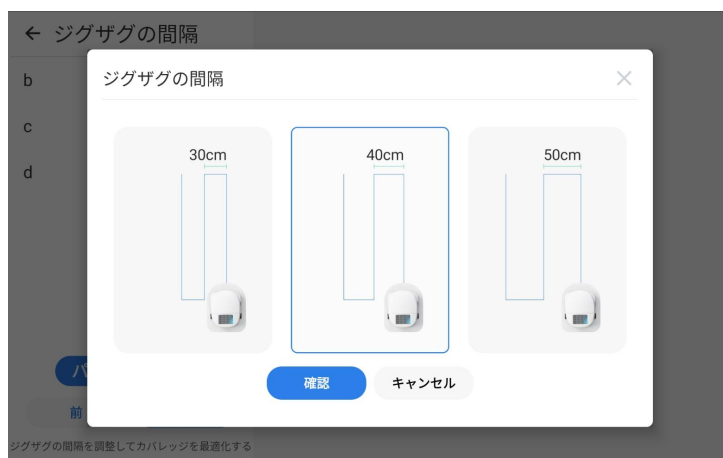 ← ジグザグの間隔
b
c
d
ジグザグの間隔
30cm
40cm
50cm
確認
キャンセル
パ
前
ジグザグの間隔を調整してカバレッジを最適化する